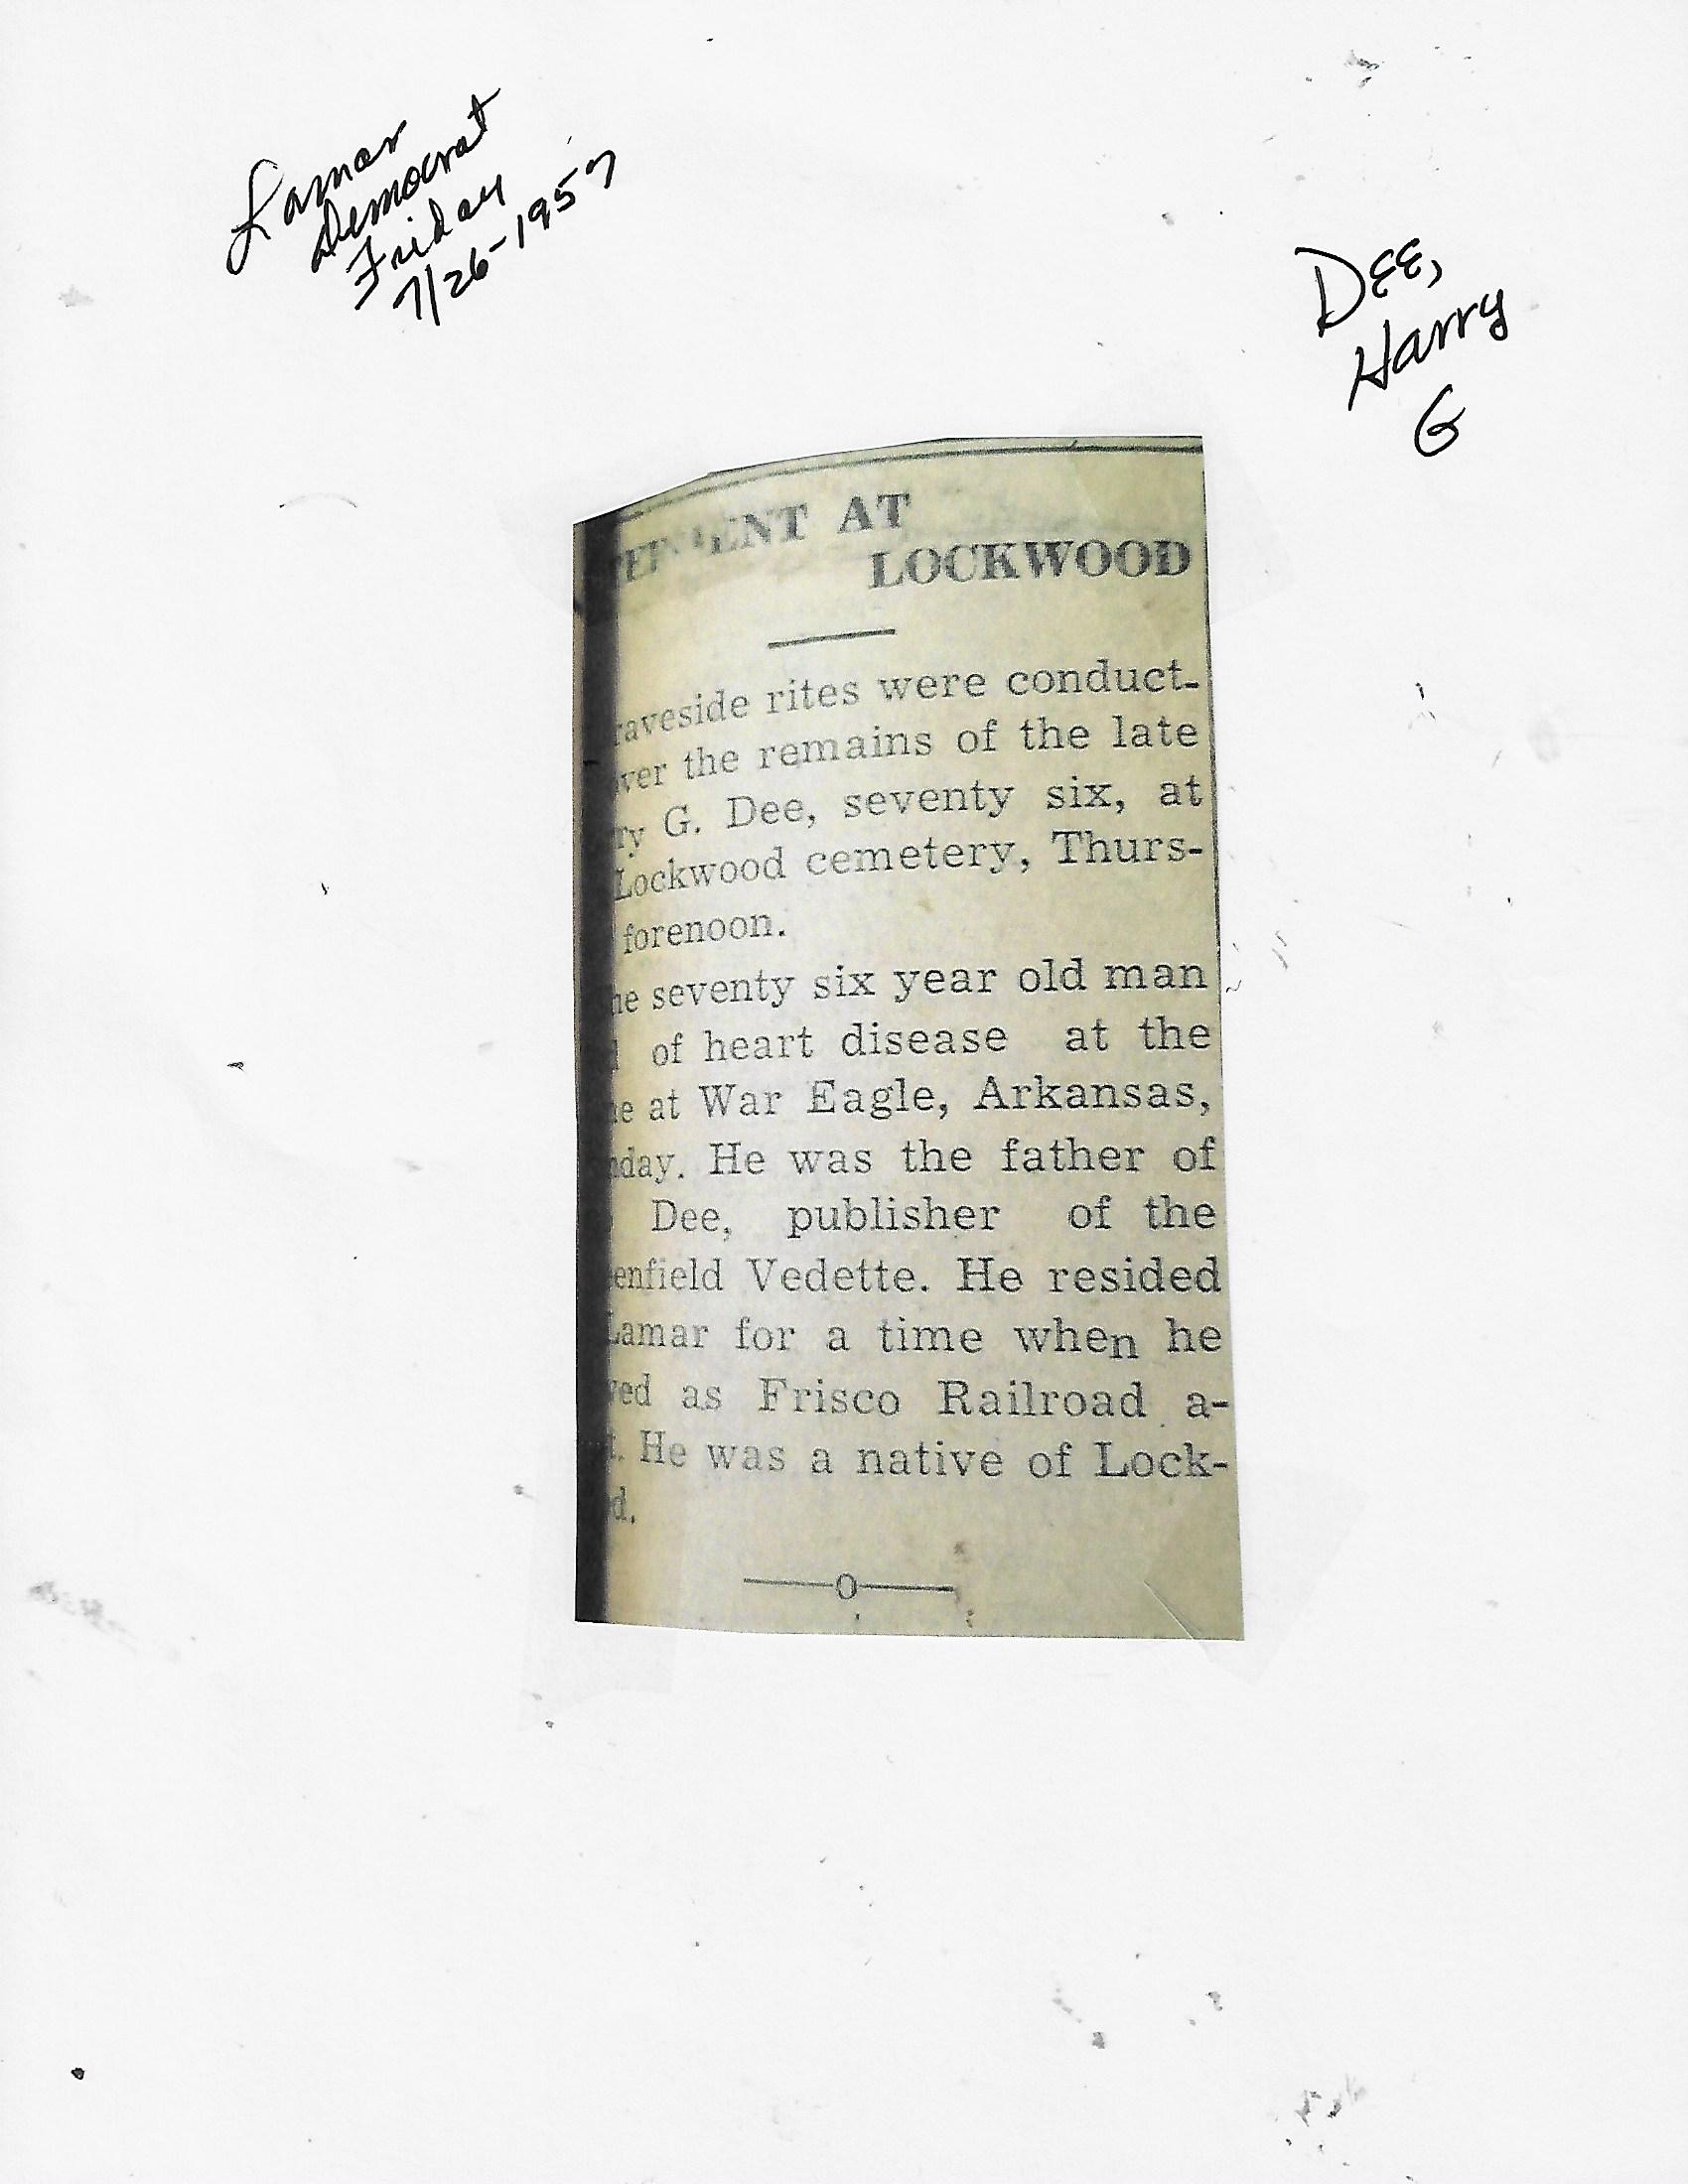 Lamar
Democrat
Friday
7/26-1957
DEE,
Harry
G
AT
LOCKWOOD
raveside rites were conduct-
ver the remains of the late
ry G. Dee, seventy six, at
Lockwood cemetery, Thurs-
forenoon.
he seventy six year old man
of heart disease at the
e at War Eagle, Arkansas,
day. He was the father of
Dee, publisher of the
enfield Vedette. He resided
Lamar for a time when he
ved as Frisco Railroad a-
t. He was a native of Lock-
d.